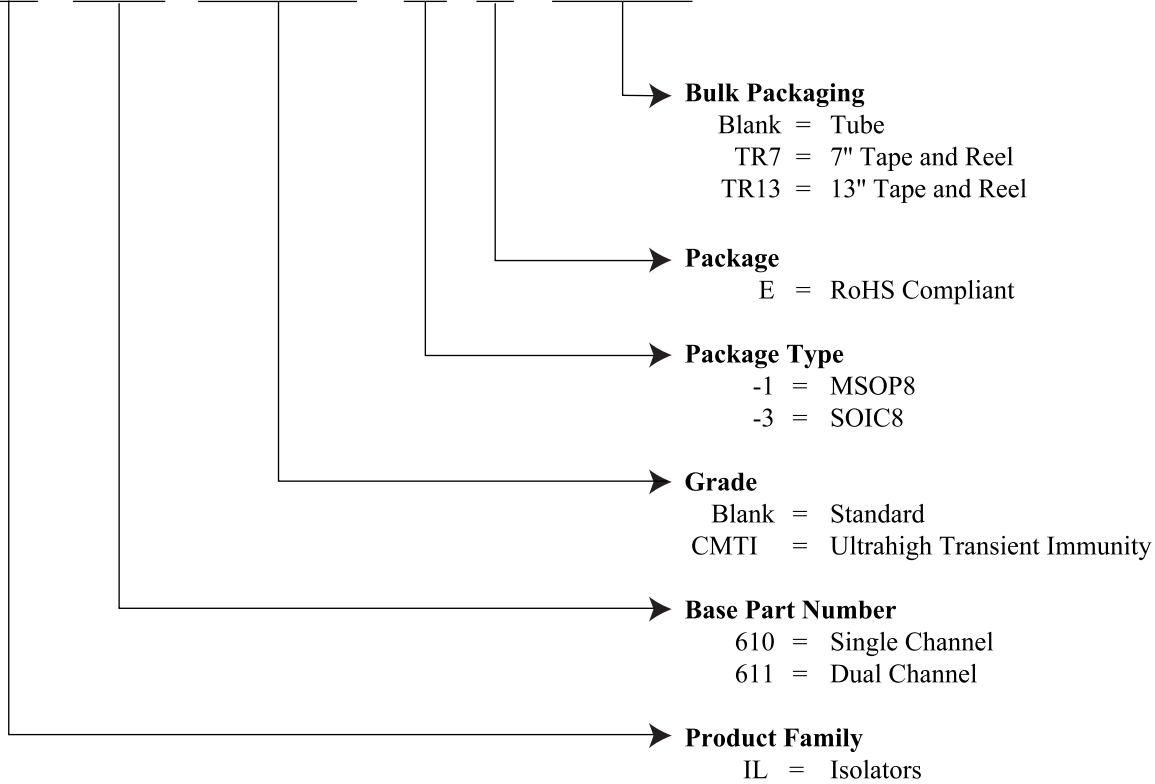 Bulk Packaging
Blank = Tube
TR7 = 7" Tape and Reel
TR13 = 13" Tape and Reel
Package
E = RoHS Compliant
Package Type
-1 = MSOP8
-3 = SOIC8
Grade
Blank = Standard
CMTI = Ultrahigh Transient Immunity
Base Part Number
610 = Single Channel
611 = Dual Channel
Product Family
IL = Isolators